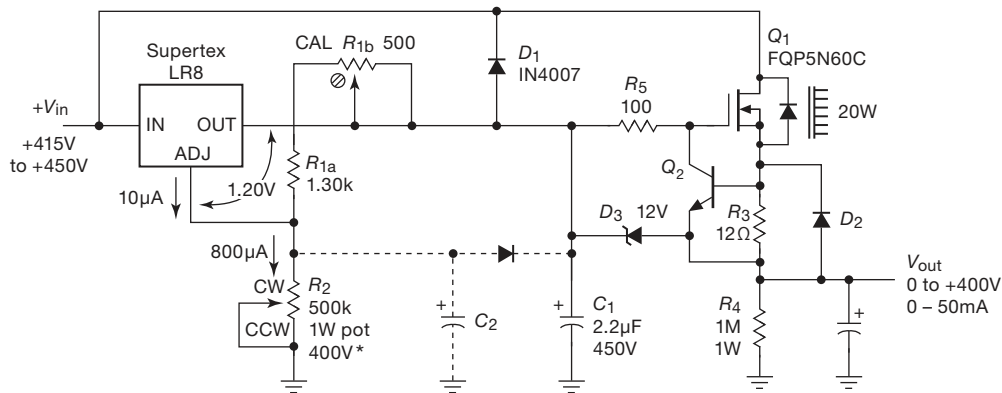 Supertex
LR8
CAL R1b 500
D1
IN4007
Q1
FQP5N60C
R5
100
20W
+Vin
IN
OUT
ADJ
+415V
to +450V
R1a
1.30k
1.20V
10µA
Q2
D3
12V
R3
12Ω
D2
800µA
CW
CCW
R2
500k
1W pot
400V*
+
C2
+
C1
2.2µF
450V
R4
1M
1W
+
Vout
0 to +400V
0 – 50mA